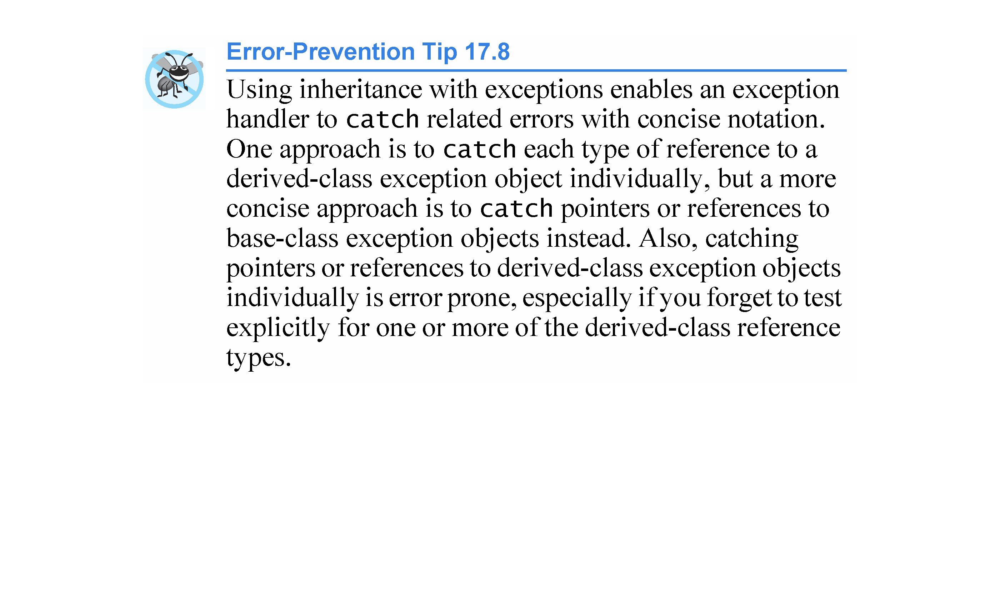 Error-Prevention Tip 17.8
Using inheritance with exceptions enables an exception
handler to catch related errors with concise notation.
One approach is to catch each type of reference to a
derived-class exception object individually, but a more
concise approach is to catch pointers or references to
base-class exception objects instead. Also, catching
pointers or references to derived-class exception objects
individually is error prone, especially if you forget to test
explicitly for one or more of the derived-class reference
types.